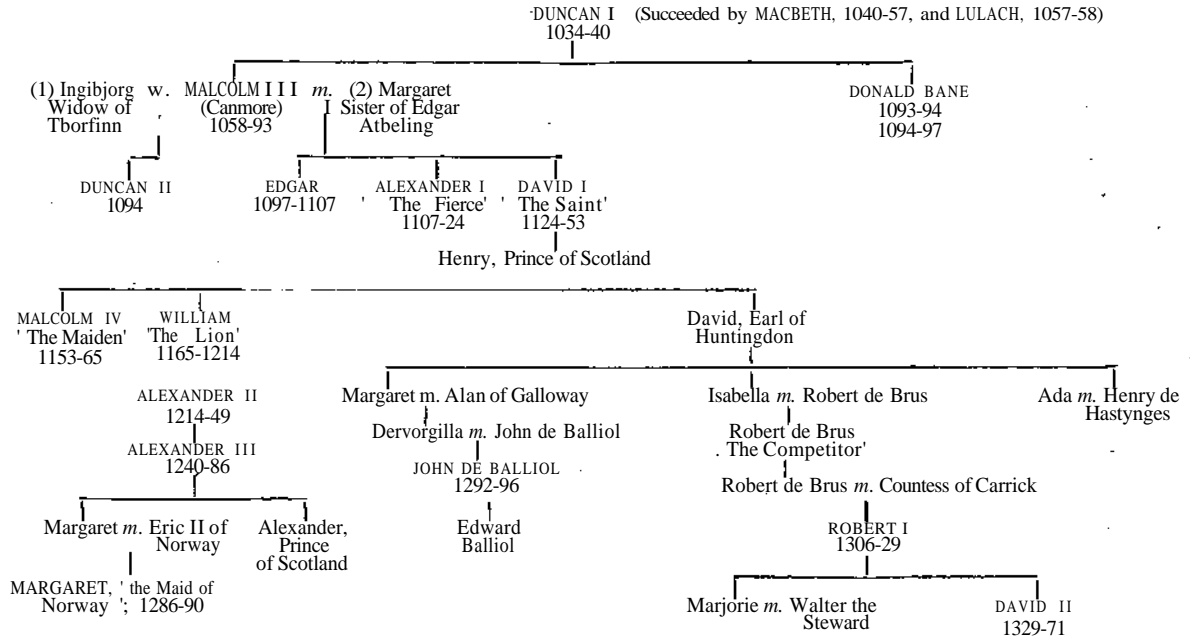 DUNCAN I (Succeeded by MACBETH, 1040-57, and LULACH, 1057-58)
1034-40
(1) Ingibjorg w. MALCOLM III m. (2) Margaret
Widow of (Canmore) I Sister of Edgar
Tborfinn 1058-93 Atbeling
DONALD BANE
1093-94
1094-97
DUNCAN II
1094
EDGAR
1097-1107
ALEXANDER I
' The Fierce'
1107-24
DAVID I
' The Saint'
1124-53
Henry, Prince of Scotland
MALCOLM IV
' The Maiden'
1153-65
WILLIAM
'The Lion'
1165-1214
David, Earl of
Huntingdon
ALEXANDER II
1214-49
ALEXANDER III
1240-86
Margaret m. Eric II of
Norway
Alexander,
Prince
of Scotland
MARGARET, ' the Maid of
Norway '; 1286-90
Margaret m. Alan of Galloway
Dervorgilla m. John de Balliol
JOHN DE BALLIOL
1292-96
Edward
Balliol
Isabella m. Robert de Brus
Robert de Brus
. The Competitor'
Robert de Brus m. Countess of Carrick
ROBERT I
1306-29
Marjorie m. Walter the
Steward
DAVID II
1329-71
Ada m. Henry de
Hastynges